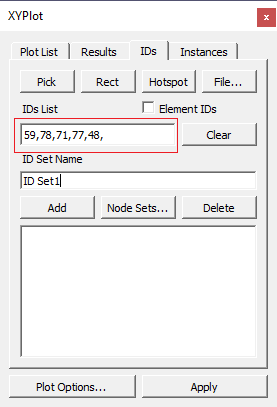 XYPlot
Plot List Results IDs Instances
Pick Rect Hotspot File...
IDs List Element IDs
59,78,71,77,48, Clear
ID Set Name
ID Set1
Add Node Sets... Delete
Plot Options... Apply